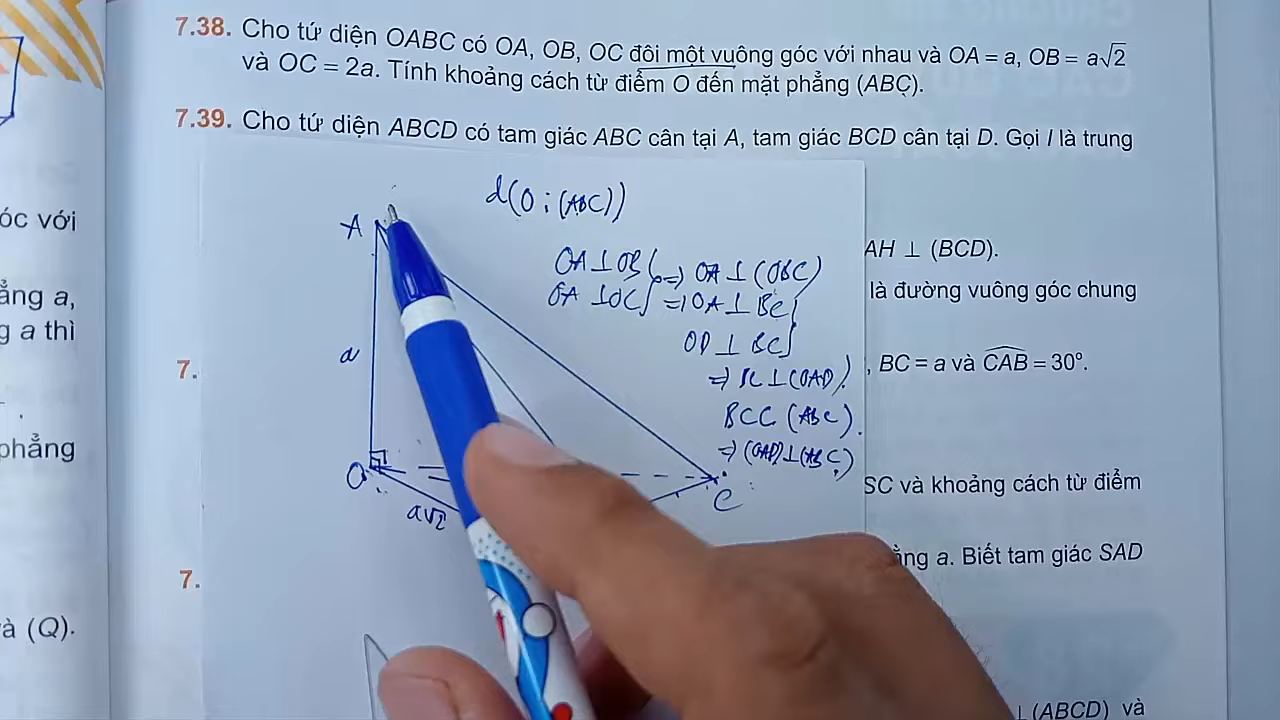 7.38. Cho tứ diện OABC có OA, OB, OC đôi một vuông góc với nhau và OA = a, OB = a√2
và OC = 2a. Tính khoảng cách từ điểm O đến mặt phẳng (ABC).
7.39. Cho tứ diện ABCD có tam giác ABC cân tại A, tam giác BCD cân tại D. Gọi I là trung
óc với
ẳng a,
g a thì
phẳng
à (Q).
d(O; (ABC))
A
OA ⊥ OB } => OA ⊥ (OBC)
OA ⊥ OC } => OA ⊥ BC }
a
OD ⊥ BC }
=> BC ⊥ (OAD)
BC ⊂ (ABC)
=> (OAD) ⊥ (ABC)
O
C
a√2
AH ⊥ (BCD).
là đường vuông góc chung
7.
, BC = a và CAB = 30º.
SC và khoảng cách từ điểm
ằng a. Biết tam giác SAD
7.
⊥ (ABCD) và